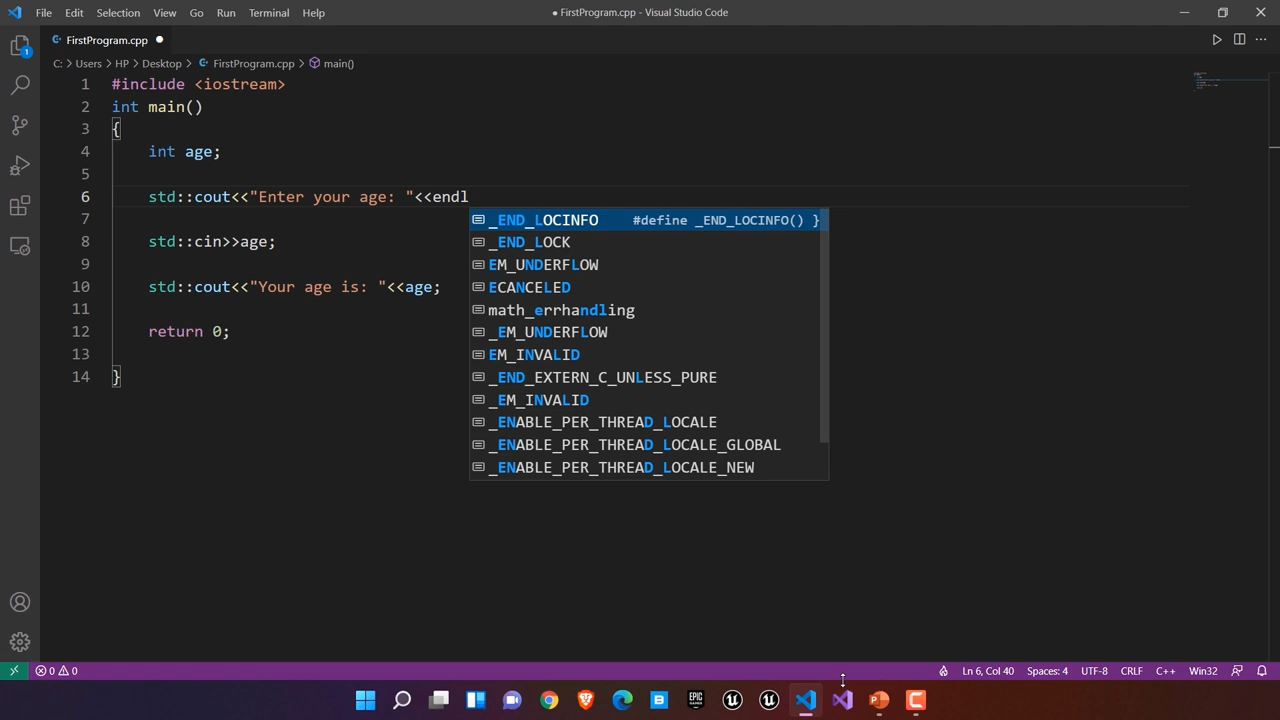 File Edit Selection View Go Run Terminal Help ● FirstProgram.cpp - Visual Studio Code
FirstProgram.cpp ●
C: > Users > HP > Desktop > FirstProgram.cpp > main()
1 #include <iostream>
2 int main()
3 {
4 int age;
5
6 std::cout<<"Enter your age: "<<endl
7 _END_LOCINFO #define _END_LOCINFO() }
_END_LOCK
8 std::cin>>age;
9 EM_UNDERFLOW
10 std::cout<<"Your age is: "<<age; ECANCELED
11 math_errhandling
12 return 0; _EM_UNDERFLOW
13 EM_INVALID
14 } _END_EXTERN_C_UNLESS_PURE
_EM_INVALID
_ENABLE_PER_THREAD_LOCALE
_ENABLE_PER_THREAD_LOCALE_GLOBAL
_ENABLE_PER_THREAD_LOCALE_NEW
1
0 0 Ln 6, Col 40 Spaces: 4 UTF-8 CRLF C++ Win32
EPIC GAMES